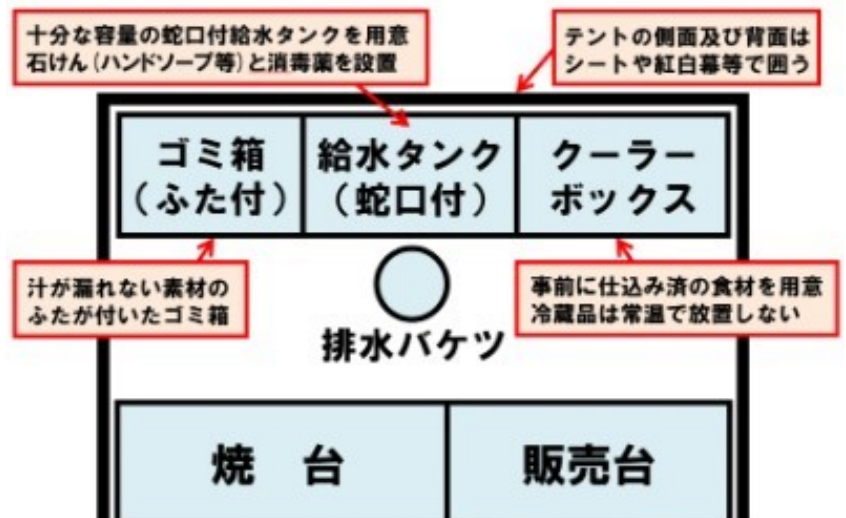 十分な容量の蛇口付給水タンクを用意
石けん(ハンドソープ等)と消毒薬を設置
テントの側面及び背面は
シートや紅白幕等で囲う
ゴミ箱
(ふた付)
給水タンク
(蛇口付)
クーラー
ボックス
汁が漏れない素材の
ふたが付いたゴミ箱
排水バケツ
事前に仕込み済の食材を用意
冷蔵品は常温で放置しない
焼 台
販売台